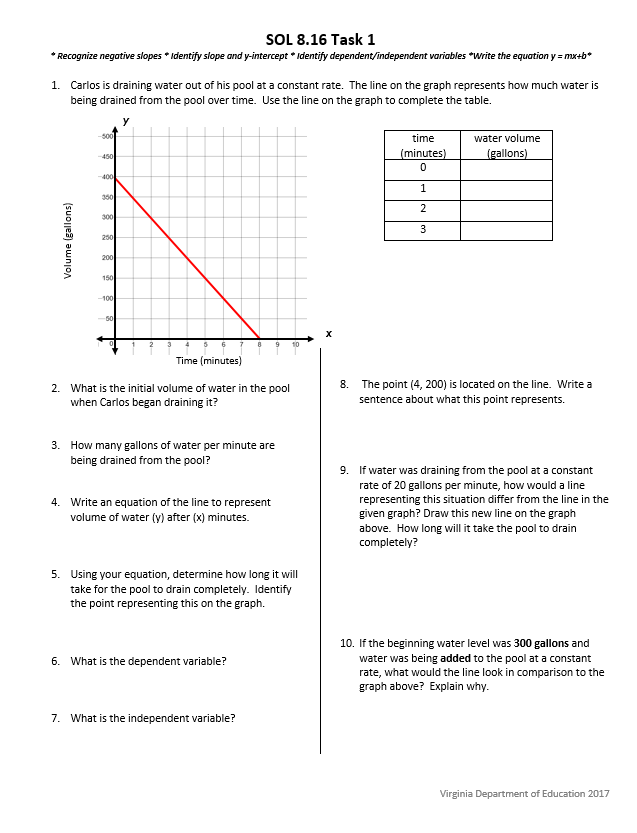 SOL 8.16 Task 1
* Recognize negative slopes * Identify slope and y-intercept * Identify dependent/independent variables *Write the equation y = mx+b*
1. Carlos is draining water out of his pool at a constant rate. The line on the graph represents how much water is
being drained from the pool over time. Use the line on the graph to complete the table.
y
500
450
400
350
300
250
200
150
100
50
0 1 2 3 4 5 6 7 8 9 10
x
Volume (gallons)
Time (minutes)
time water volume
(minutes) (gallons)
0
1
2
3
2. What is the initial volume of water in the pool
when Carlos began draining it?
3. How many gallons of water per minute are
being drained from the pool?
4. Write an equation of the line to represent
volume of water (y) after (x) minutes.
5. Using your equation, determine how long it will
take for the pool to drain completely. Identify
the point representing this on the graph.
6. What is the dependent variable?
7. What is the independent variable?
8. The point (4, 200) is located on the line. Write a
sentence about what this point represents.
9. If water was draining from the pool at a constant
rate of 20 gallons per minute, how would a line
representing this situation differ from the line in the
given graph? Draw this new line on the graph
above. How long will it take the pool to drain
completely?
10. If the beginning water level was 300 gallons and
water was being added to the pool at a constant
rate, what would the line look in comparison to the
graph above? Explain why.
Virginia Department of Education 2017